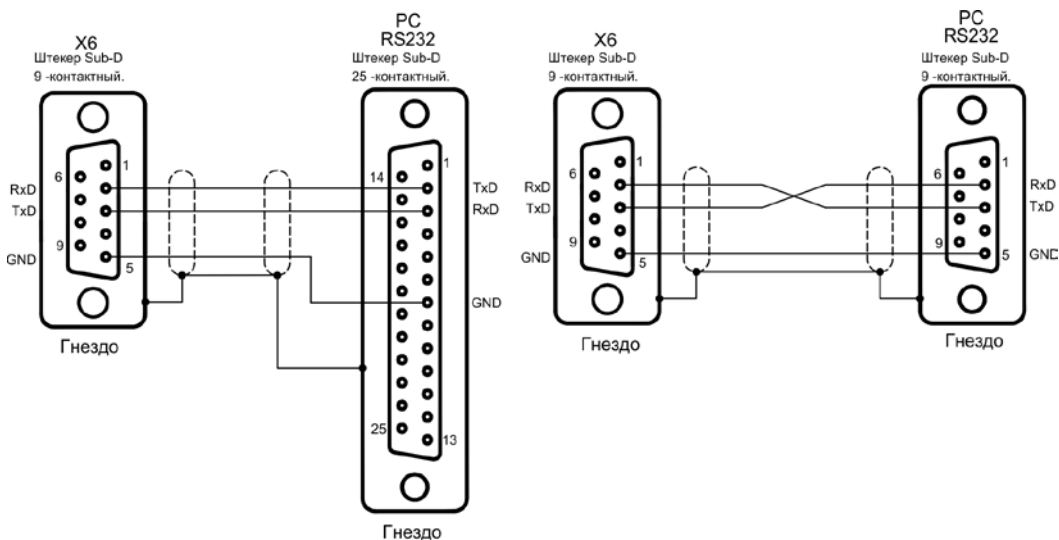 X6
Штекер Sub-D
9 -контактный.
1
6
RxD
TxD
9
GND
5
Гнездо
PC
RS232
Штекер Sub-D
25 -контактный.
1
14
TxD
RxD
GND
25
13
Гнездо
X6
Штекер Sub-D
9 -контактный.
1
6
RxD
TxD
9
GND
5
Гнездо
PC
RS232
Штекер Sub-D
9 -контактный.
1
6
RxD
TxD
9
5
GND
Гнездо